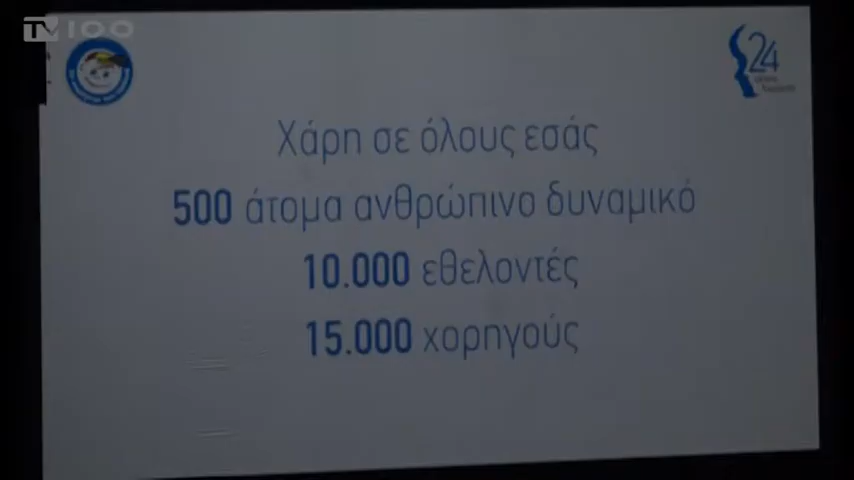 TV100
24
Χάρη σε όλους εσάς
500 άτομα ανθρώπινο δυναμικό
10.000 εθελοντές
15.000 χορηγούς